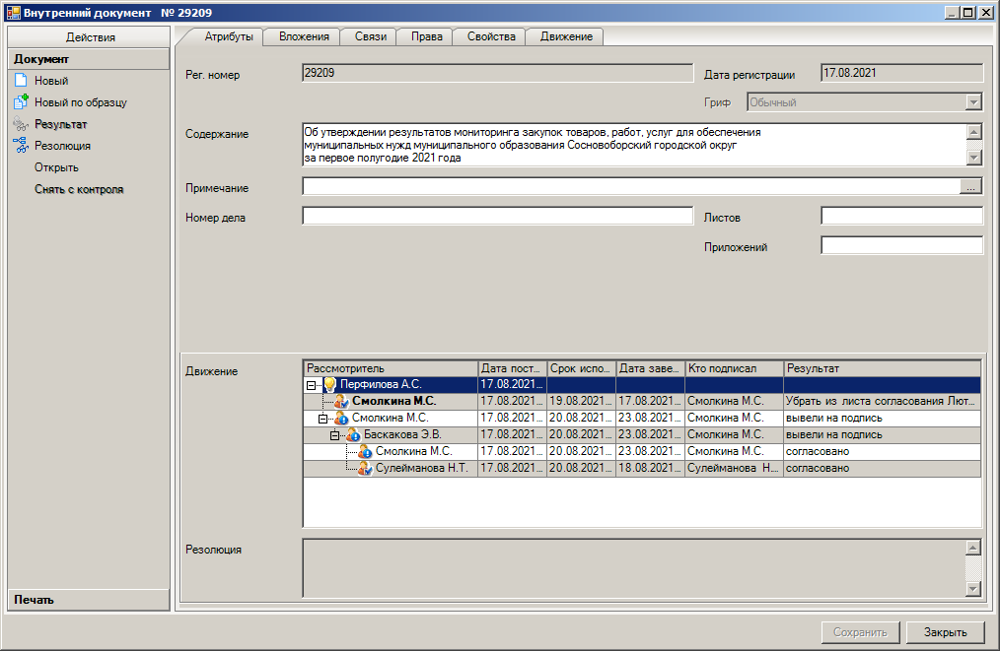 Внутренний документ № 29209
Действия
Документ
Новый
Новый по образцу
Результат
Резолюция
Открыть
Снять с контроля
Печать
Атрибуты Вложения Связи Права Свойства Движение
Рег. номер 29209 Дата регистрации 17.08.2021
Гриф Обычный
Содержание
Об утверждении результатов мониторинга закупок товаров, работ, услуг для обеспечения
муниципальных нужд муниципального образования Сосновоборский городской округ
за первое полугодие 2021 года
Примечание ...
Номер дела Листов
Приложений
Движение
Рассмотритель Дата пост... Срок испо... Дата заве... Кто подписал Результат
Перфилова А.С. 17.08.2021...
Смолкина М.С. 17.08.2021... 19.08.2021... 17.08.2021... Смолкина М.С. Убрать из листа согласования Лют...
Смолкина М.С. 17.08.2021... 20.08.2021... 23.08.2021... Смолкина М.С. вывели на подпись
Баскакова Э.В. 17.08.2021... 20.08.2021... 23.08.2021... Смолкина М.С. вывели на подпись
Смолкина М.С. 17.08.2021... 20.08.2021... 23.08.2021... Смолкина М.С. согласовано
Сулейманова Н.Т. 17.08.2021... 20.08.2021... 18.08.2021... Сулейманова Н.... согласовано
Резолюция
Сохранить Закрыть